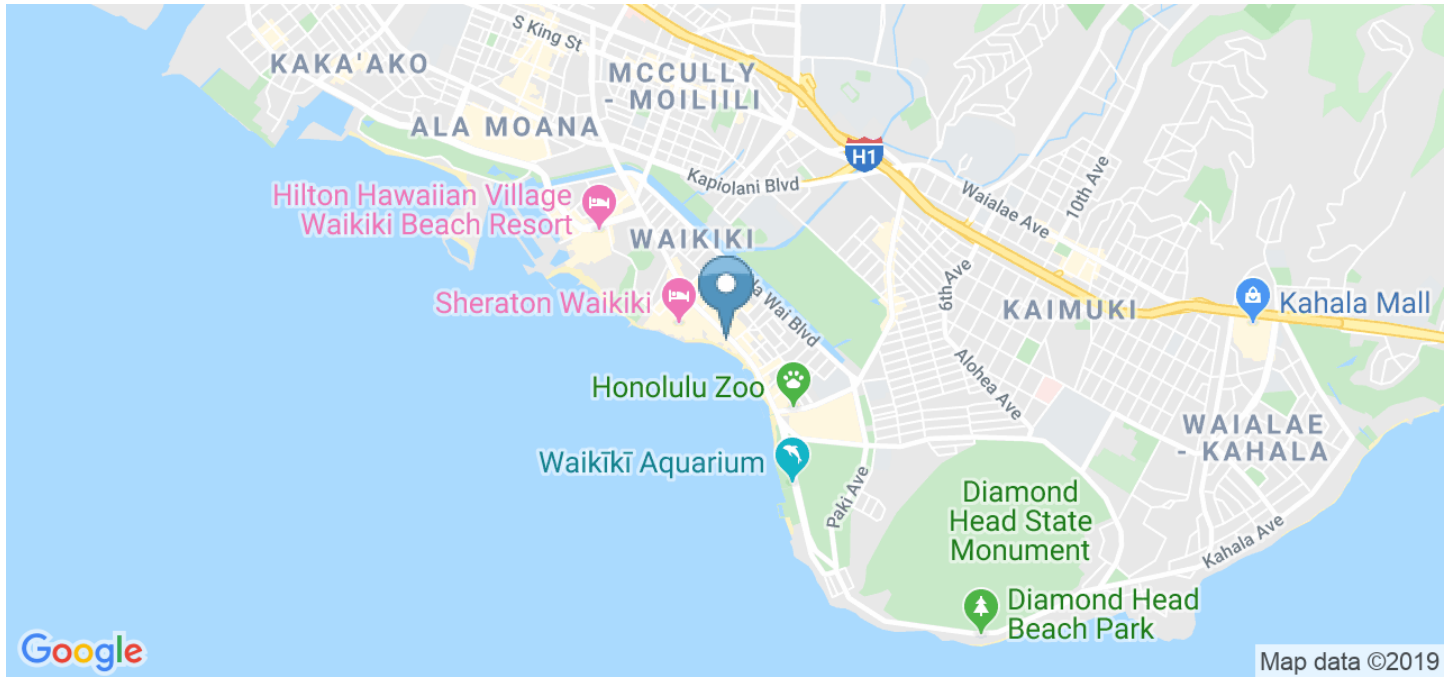 S King St
KAKA'AKO
MCCULLY
- MOILIILI
ALA MOANA
H1
Kapiolani Blvd
Waialae Ave
10th Ave
Hilton Hawaiian Village
Waikiki Beach Resort
WAIKIKI
6th Ave
Sheraton Waikiki
Wai Blvd
KAIMUKI
Kahala Mall
Alohea Ave
Honolulu Zoo
WAIALAE
- KAHALA
Waikīkī Aquarium
Paki Ave
Diamond
Head State
Monument
Kahala Ave
Diamond Head
Beach Park
Google
Map data ©2019